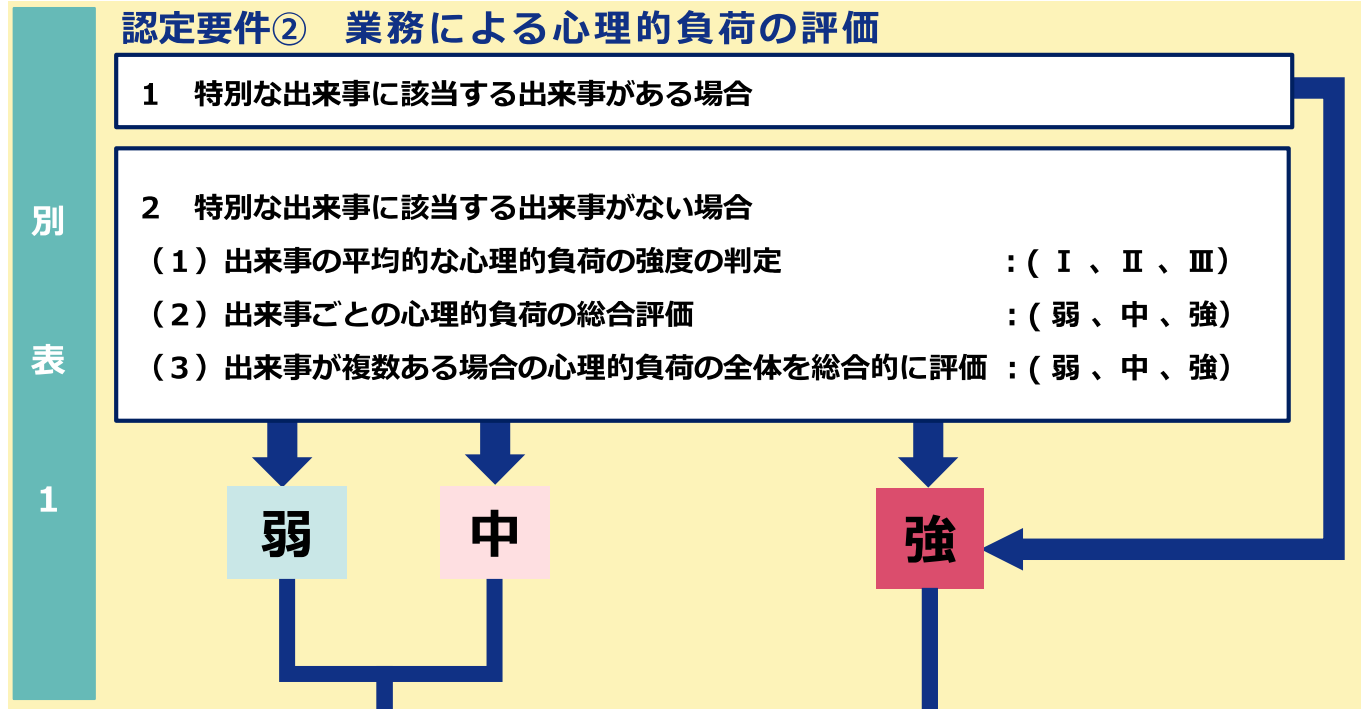 認定要件② 業務による心理的負荷の評価
別表1
1 特別な出来事に該当する出来事がある場合
2 特別な出来事に該当する出来事がない場合
(1)出来事の平均的な心理的負荷の強度の判定 :( Ⅰ 、 Ⅱ 、 Ⅲ)
(2)出来事ごとの心理的負荷の総合評価 :( 弱 、 中 、 強)
(3)出来事が複数ある場合の心理的負荷の全体を総合的に評価 :( 弱 、 中 、 強)
弱 中 強